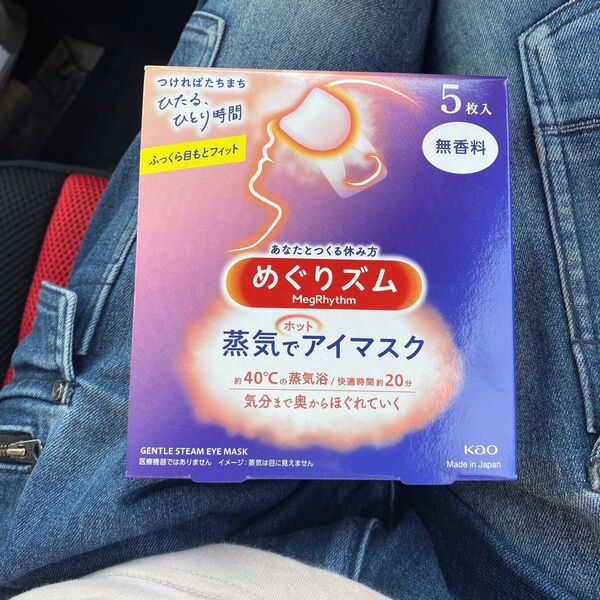 つければたちまち
ひたる、
ひとり時間
ふっくら目もとフィット
5枚入
無香料
あなたとつくる休み方
めぐりズム
MegRhythm
ホット
蒸気でアイマスク
約40℃の蒸気浴/快適時間約20分
気分まで奥からほぐれていく
GENTLE STEAM EYE MASK
医療機器ではありません イメージ:蒸気は目に見えません
Kao
Made in Japan